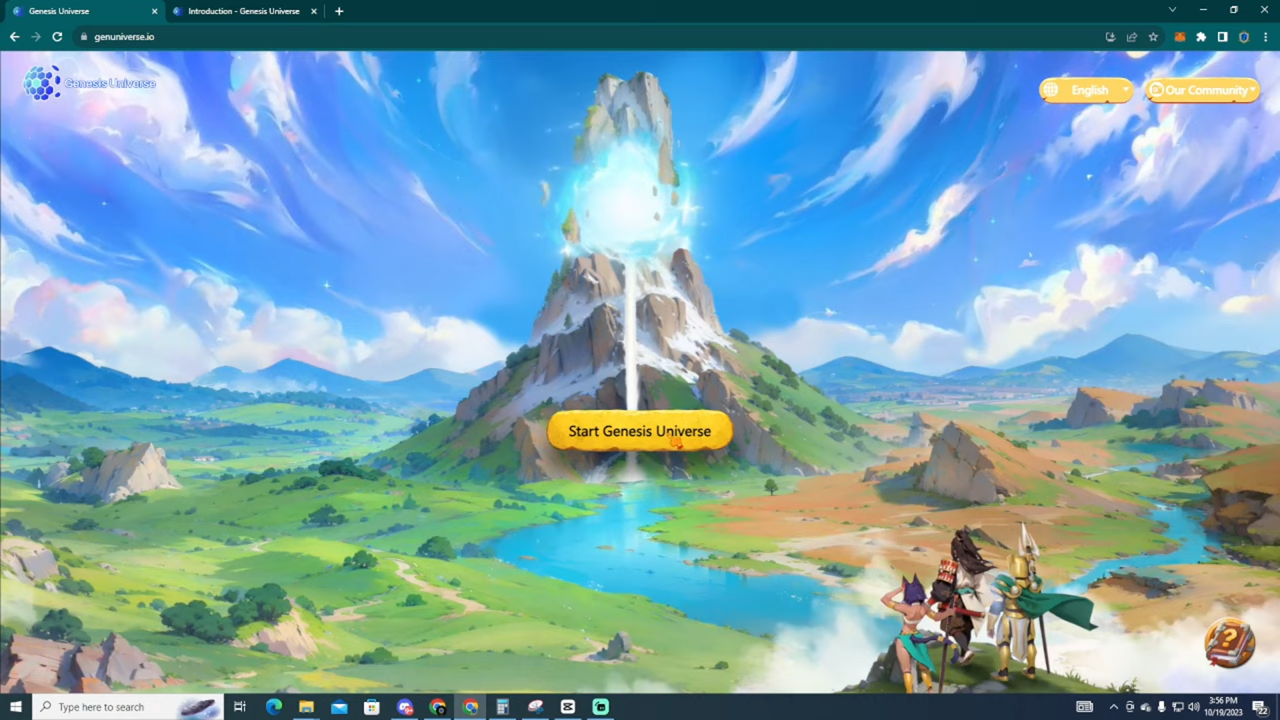 Genesis Universe
Introduction - Genesis Universe
genuniverse.io
Genesis Universe
English
Our Community
Start Genesis Universe
?
Type here to search
3:56 PM
10/19/2023
22